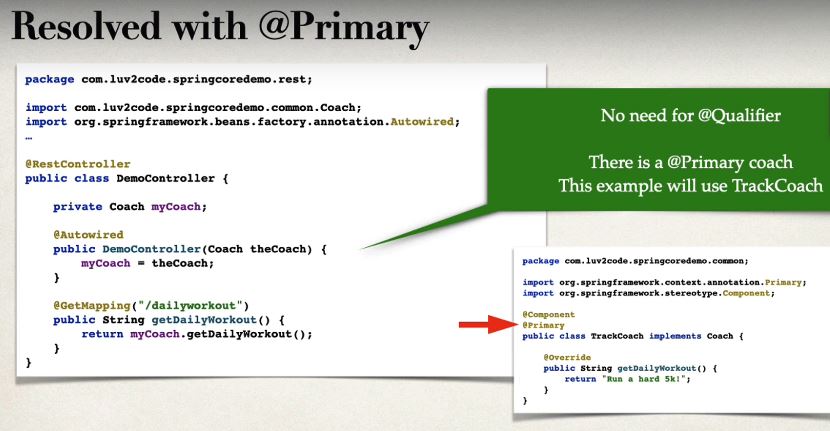 Resolved with @Primary
package com.luv2code.springcoredemo.rest;
import com.luv2code.springcoredemo.common.Coach;
import org.springframework.beans.factory.annotation.Autowired;
…
@RestController
public class DemoController {
private Coach myCoach;
@Autowired
public DemoController(Coach theCoach) {
myCoach = theCoach;
}
@GetMapping("/dailyworkout")
public String getDailyWorkout() {
return myCoach.getDailyWorkout();
}
}
No need for @Qualifier
There is a @Primary coach
This example will use TrackCoach
package com.luv2code.springcoredemo.common;
import org.springframework.context.annotation.Primary;
import org.springframework.stereotype.Component;
@Component
@Primary
public class TrackCoach implements Coach {
@Override
public String getDailyWorkout() {
return "Run a hard 5k!";
}
}